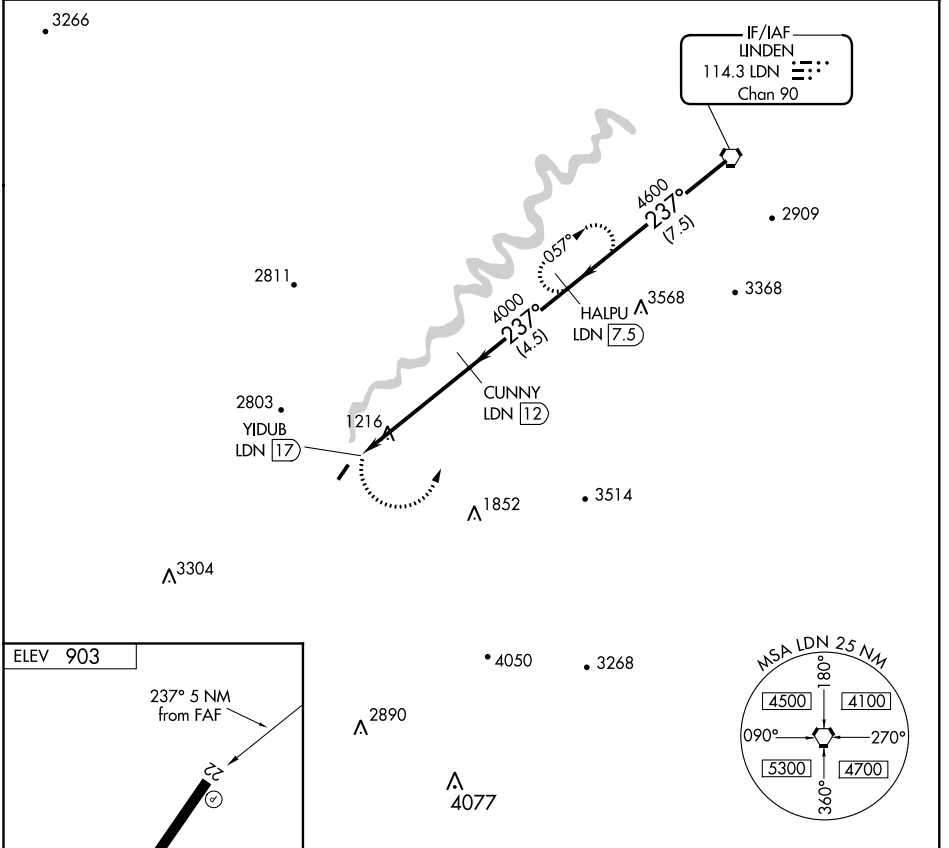 3266
IF/IAF
LINDEN
114.3 LDN
Chan 90
4600
237°
(7.5)
2909
057°
2811
3568
3368
HALPU
LDN 7.5
4000
237°
(4.5)
CUNNY
LDN 12
2803
1216
YIDUB
LDN 17
1852
3514
3304
ELEV 903
237° 5 NM
from FAF
22
P
4050
3268
2890
4077
MSA LDN 25 NM
180°
4500
4100
090°
270°
5300
4700
360°